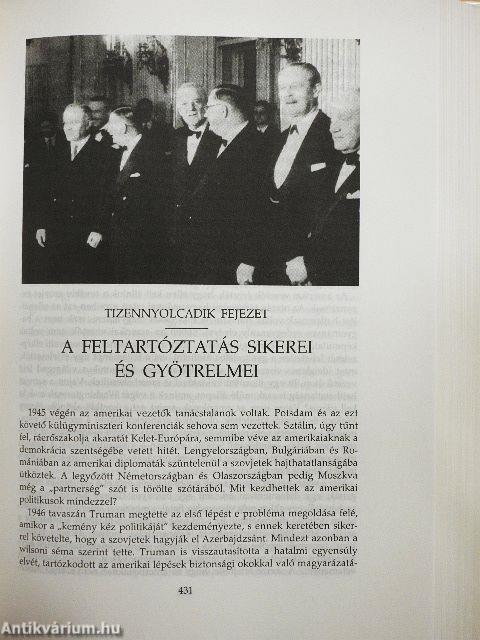 TIZENNYOLCADIK FEJEZET
A FELTARTÓZTATÁS SIKEREI
ÉS GYÖTRELMEI
1945 végén az amerikai vezetők tanácstalanok voltak. Potsdam és az ezt
követő külügyminiszteri konferenciák sehova sem vezettek. Sztálin, úgy tűnt
fel, ráerőszakolja akaratát Kelet-Európára, semmibe véve az amerikaiaknak a
demokrácia szentségébe vetett hitét. Lengyelországban, Bulgáriában és Ro-
mániában az amerikai diplomaták szüntelenül a szovjetek hajthatatlanságába
ütköztek. A legyőzött Németországban és Olaszországban pedig Moszkva
még a „partnerség" szót is törölte szótárából. Mit kezdhettek az amerikai
politikusok mindezzel?
1946 tavaszán Truman megtette az első lépést e probléma megoldása felé,
amikor a „kemény kéz politikáját" kezdeményezte, s ennek keretében siker-
rel követelte, hogy a szovjetek hagyják el Azerbajdzsánt. Mindezt azonban a
wilsoni séma szerint tette. Truman is visszautasította a hatalmi egyensúly
elvét, tartózkodott az amerikai lépések biztonsági okokkal való magyarázatá-
431
Antikvárium.hu